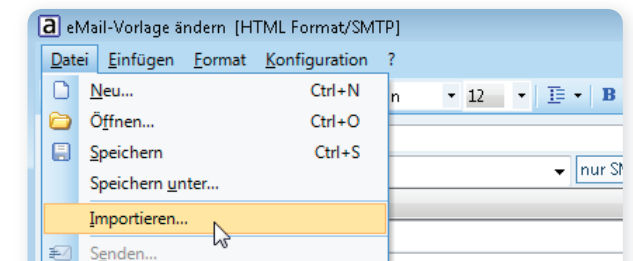 a eMail-Vorlage ändern [HTML Format/SMTP]
Datei Einfügen Format Konfiguration ?
Neu... Ctrl+N
n 12 B
Öffnen... Ctrl+O
Speichern Ctrl+S
Speichern unter...
nur SM
Importieren...
Senden...